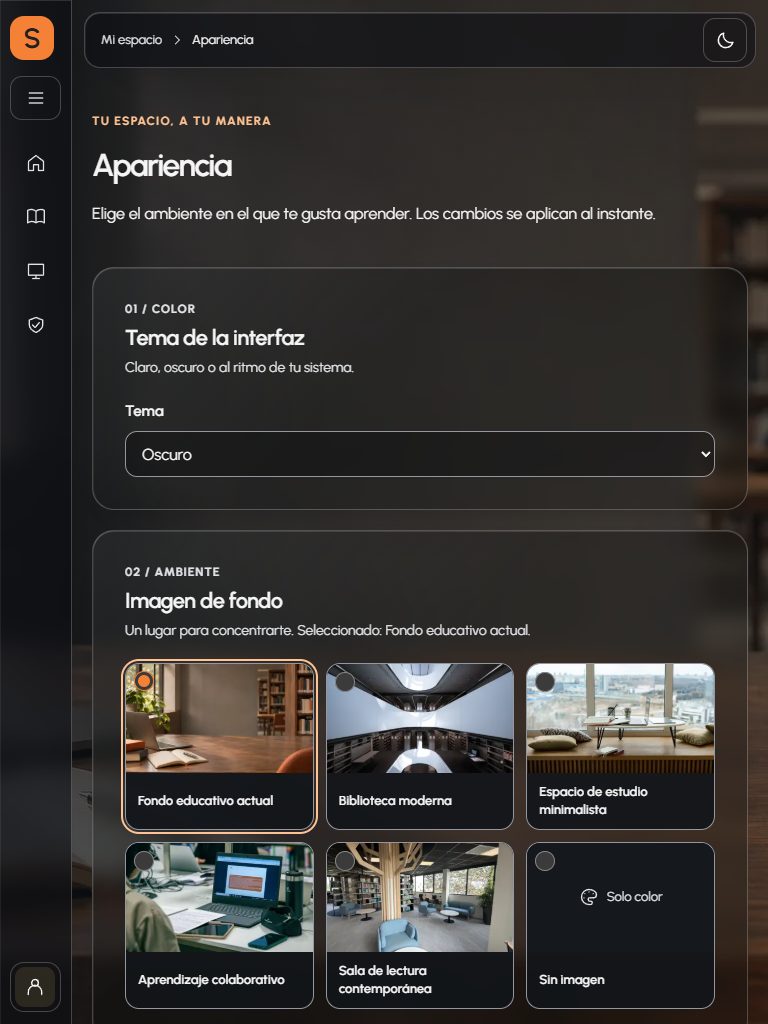 S
Mi espacio > Apariencia
TU ESPACIO, A TU MANERA
Apariencia
Elige el ambiente en el que te gusta aprender. Los cambios se aplican al instante.
01 / COLOR
Tema de la interfaz
Claro, oscuro o al ritmo de tu sistema.
Tema
Oscuro
02 / AMBIENTE
Imagen de fondo
Un lugar para concentrarte. Seleccionado: Fondo educativo actual.
Fondo educativo actual
Biblioteca moderna
Espacio de estudio
minimalista
Aprendizaje colaborativo
Sala de lectura
contemporánea
Solo color
Sin imagen